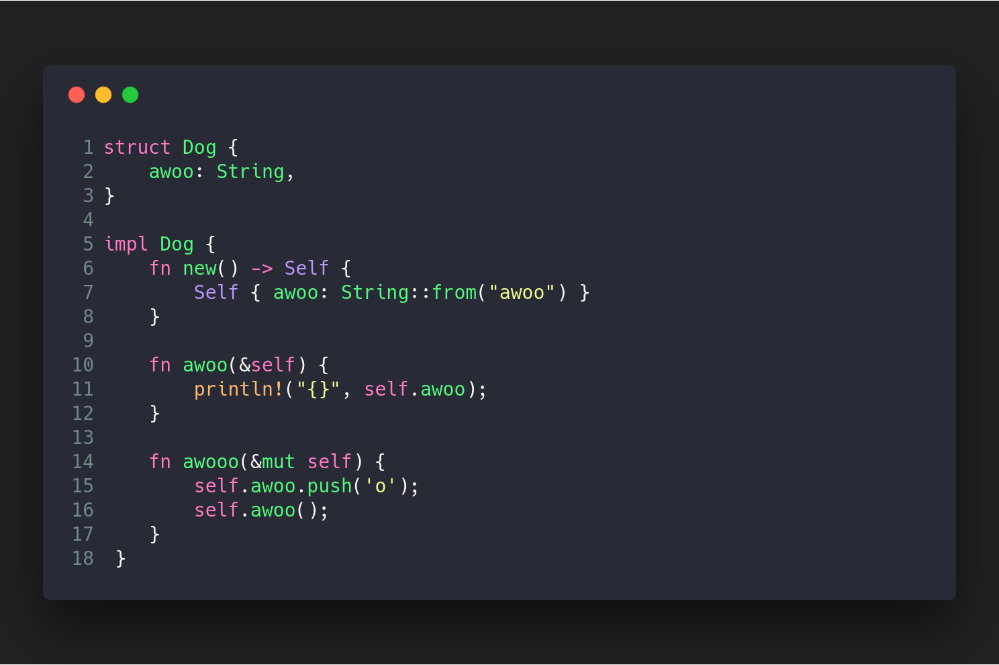 1 struct Dog {
2     awoo: String,
3 }
4
5 impl Dog {
6     fn new() -> Self {
7         Self { awoo: String::from("awoo") }
8     }
9
10     fn awoo(&self) {
11         println!("{}", self.awoo);
12     }
13
14     fn awooo(&mut self) {
15         self.awoo.push('o');
16         self.awoo();
17     }
18  }